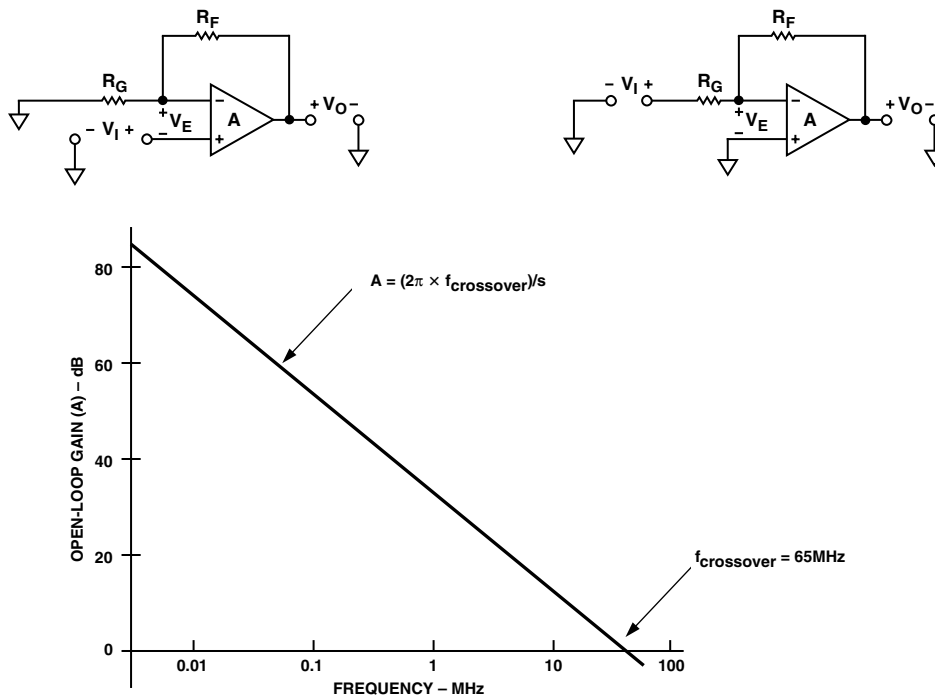 R_F
R_G
− V_I +
+ V_E −
− A +
+ V_O −
R_F
− V_I +
R_G
+ V_E −
− A +
+ V_O −
A = (2π × f_crossover)/s
f_crossover = 65MHz
OPEN-LOOP GAIN (A) – dB
80
60
40
20
0
0.01 0.1 1 10 100
FREQUENCY – MHz